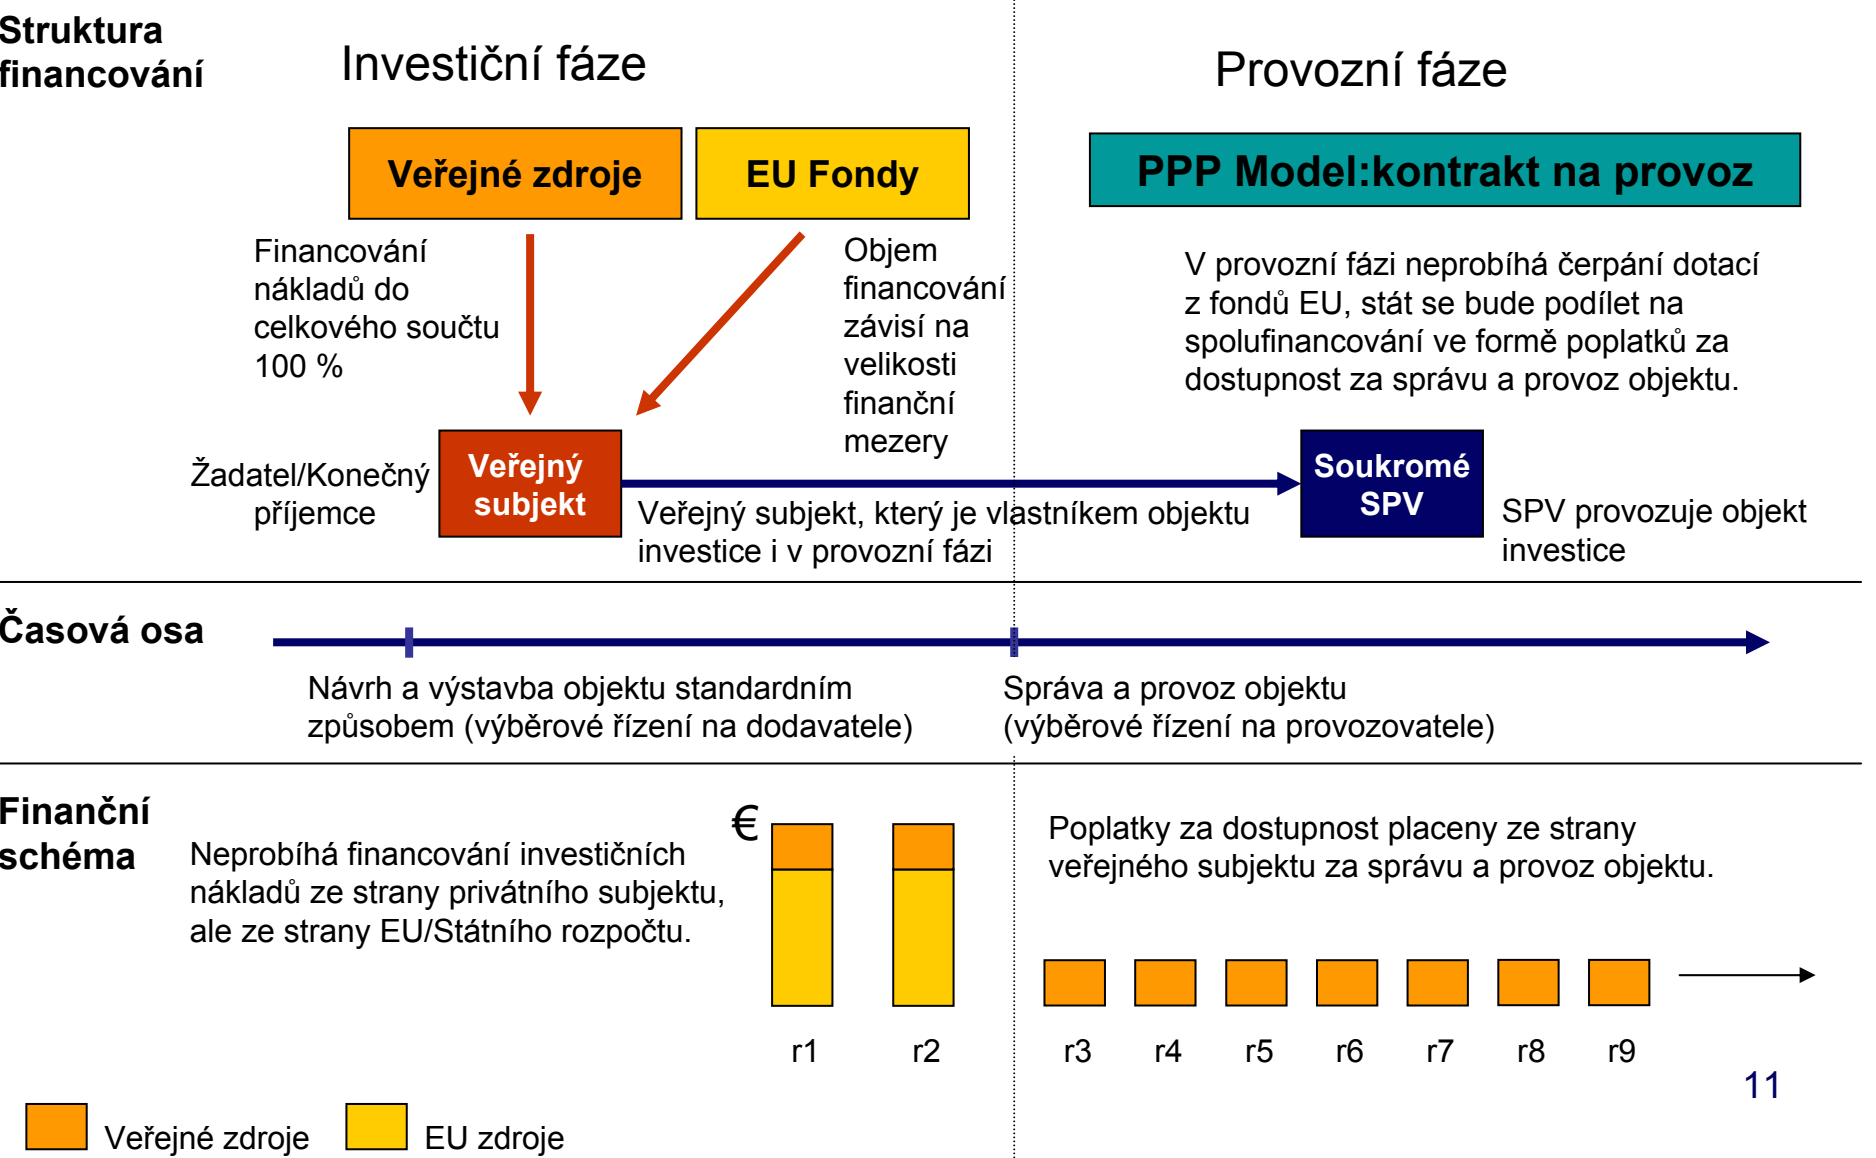 Struktura
financování
Investiční fáze
Provozní fáze
Veřejné zdroje
EU Fondy
PPP Model:kontrakt na provoz
Financování
nákladů do
celkového součtu
100 %
Objem
financování
závisí na
velikosti
finanční
mezery
V provozní fázi neprobíhá čerpání dotací
z fondů EU, stát se bude podílet na
spolufinancování ve formě poplatků za
dostupnost za správu a provoz objektu.
Žadatel/Konečný
příjemce
Veřejný
subjekt
Veřejný subjekt, který je vlastníkem objektu
investice i v provozní fázi
Soukromé
SPV
SPV provozuje objekt
investice
Časová osa
Návrh a výstavba objektu standardním
způsobem (výběrové řízení na dodavatele)
Správa a provoz objektu
(výběrové řízení na provozovatele)
Finanční
schéma
Neprobíhá financování investičních
nákladů ze strany privátního subjektu,
ale ze strany EU/Státního rozpočtu.
€
Poplatky za dostupnost placeny ze strany
veřejného subjektu za správu a provoz objektu.
r1 r2 r3 r4 r5 r6 r7 r8 r9
11
Veřejné zdroje EU zdroje